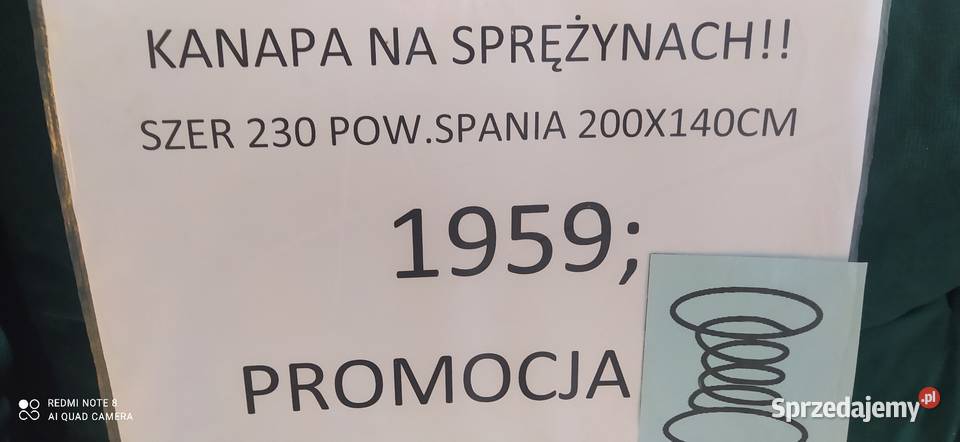 KANAPA NA SPRĘŻYNACH!!
SZER 230 POW.SPANIA 200X140CM
1959;
PROMOCJA
REDMI NOTE 8
AI QUAD CAMERA
Sprzedajemy.pl